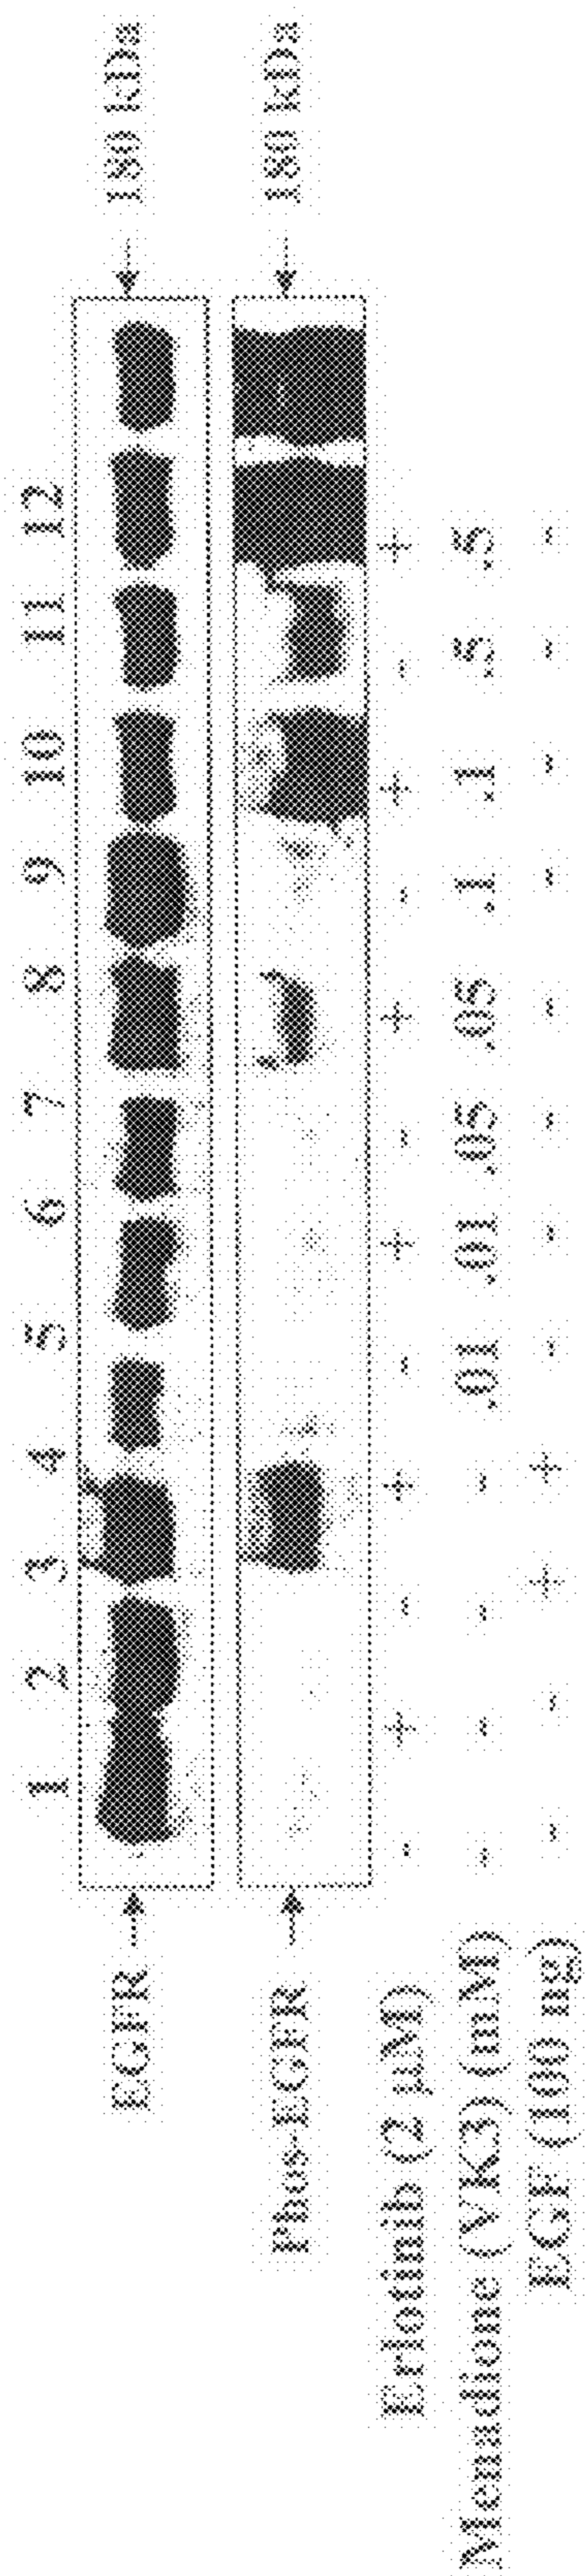 1 2 3 4 5 6 7 8 9 10 11 12
EGFR 180 kDa
Phos-EGFR 180 kDa
Erlotinib (2 µM) - + - + - + - + - + - +
Menadione (VK3) (mM) - - - - .01 .01 .05 .05 .1 .1 .5 .5
EGF (100 ng) - - + + - - - - - - - -